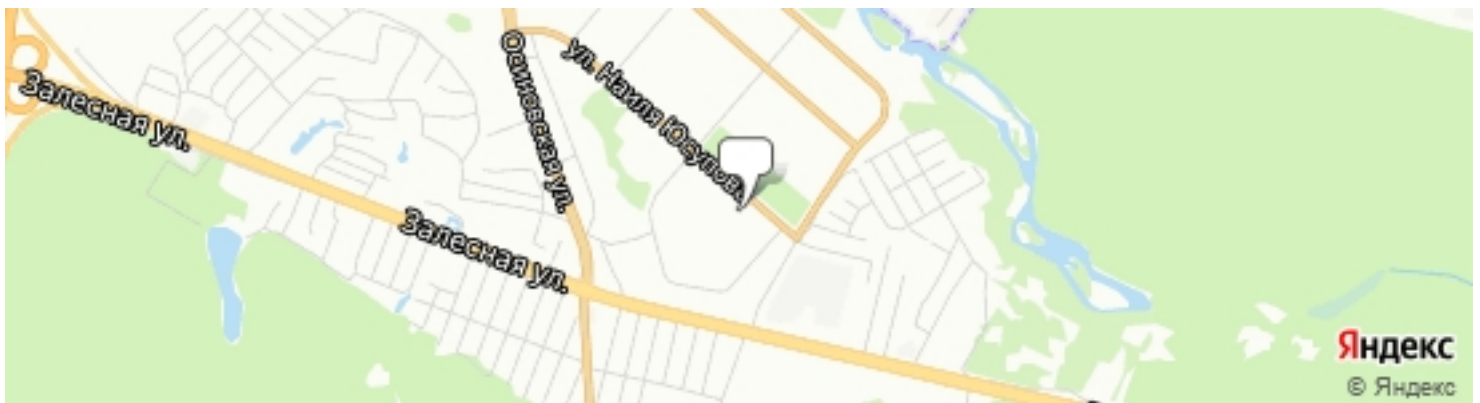 ул. Наиля Юсупова
Осиновская ул.
Залесная ул.
Залесная ул.
Яндекс
© Яндекс